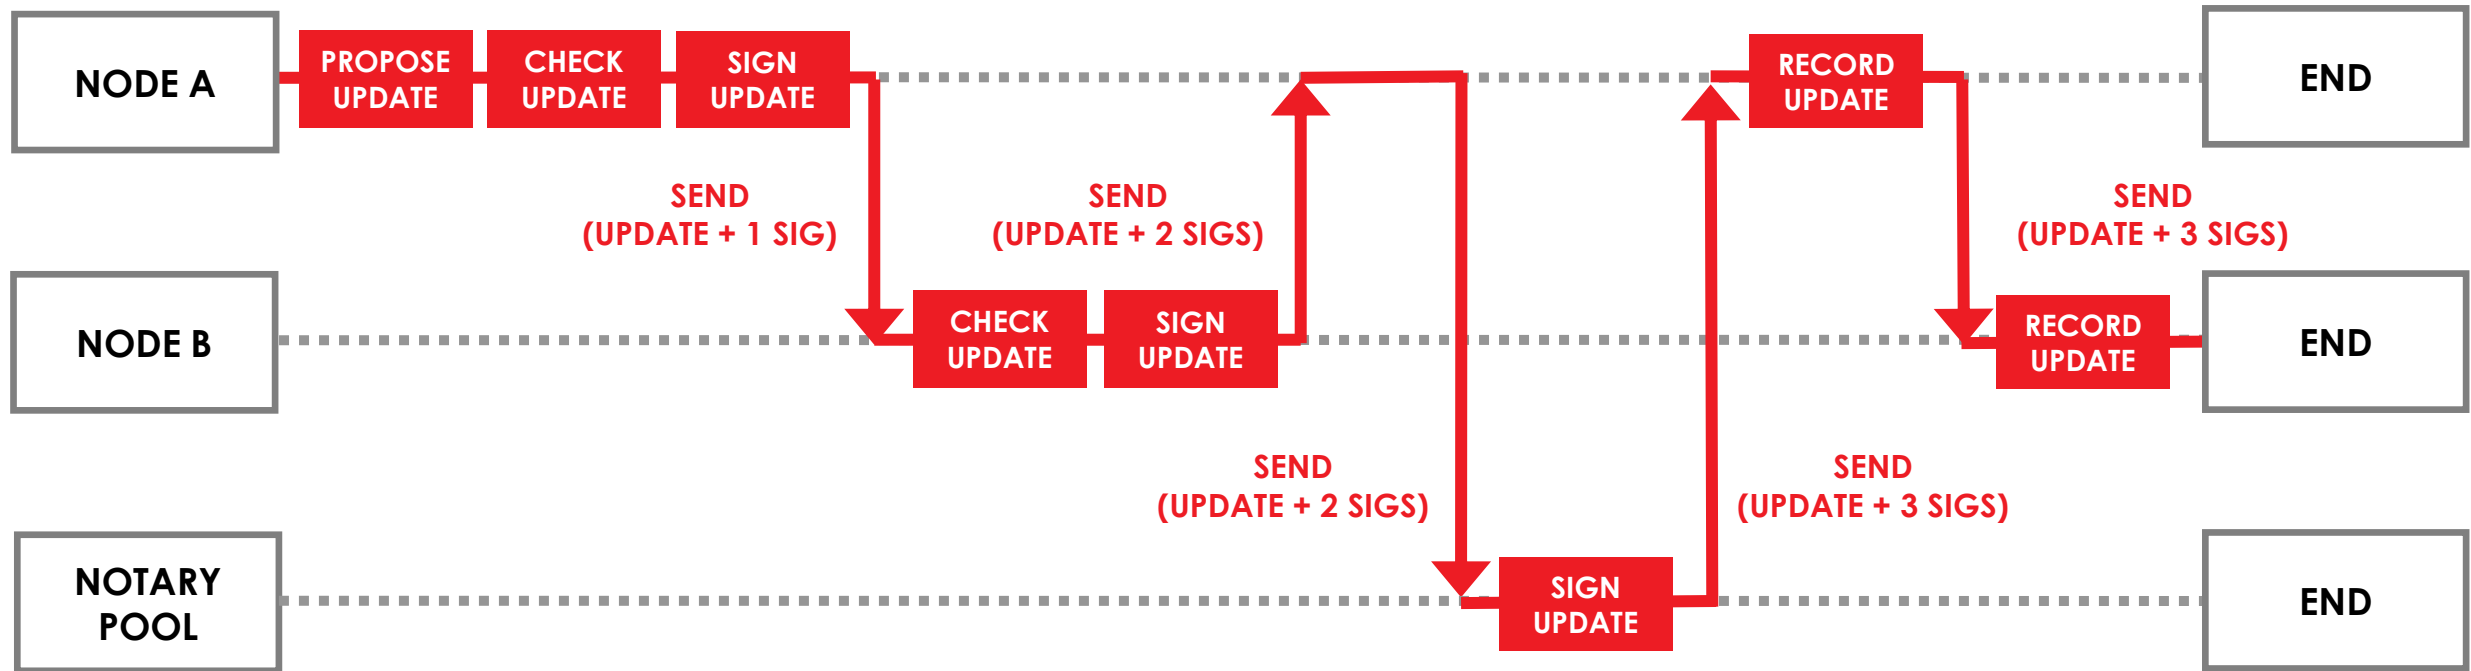 NODE A
PROPOSE
UPDATE
CHECK
UPDATE
SIGN
UPDATE
RECORD
UPDATE
END
SEND
(UPDATE + 1 SIG)
SEND
(UPDATE + 2 SIGS)
SEND
(UPDATE + 3 SIGS)
NODE B
CHECK
UPDATE
SIGN
UPDATE
RECORD
UPDATE
END
SEND
(UPDATE + 2 SIGS)
SEND
(UPDATE + 3 SIGS)
NOTARY
POOL
SIGN
UPDATE
END